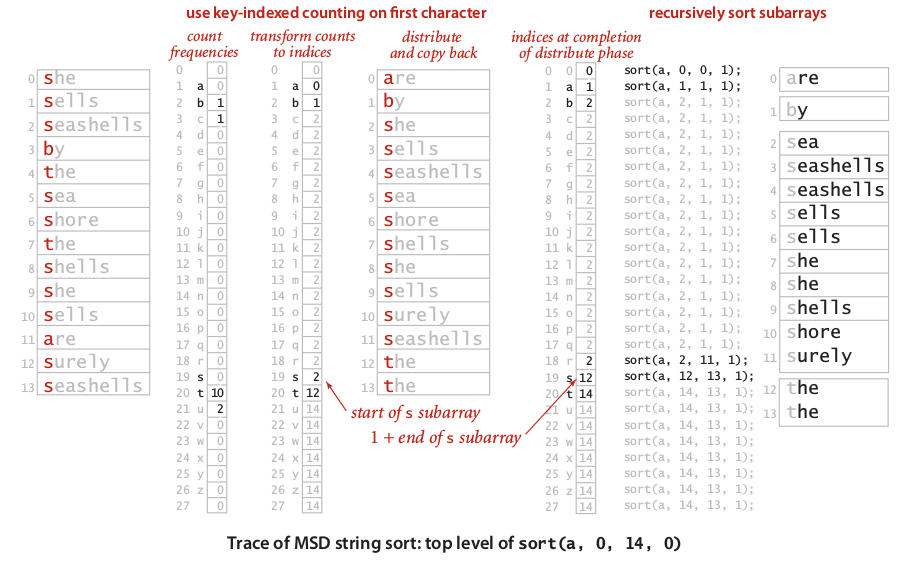 use key-indexed counting on first character
recursively sort subarrays
count
frequencies
transform counts
to indices
distribute
and copy back
indices at completion
of distribute phase
0 she
1 sells
2 seashells
3 by
4 the
5 sea
6 shore
7 the
8 shells
9 she
10 sells
11 are
12 surely
13 seashells
0 0
1 a 0
2 b 1
3 c 1
4 d 0
5 e 0
6 f 0
7 g 0
8 h 0
9 i 0
10 j 0
11 k 0
12 l 0
13 m 0
14 n 0
15 o 0
16 p 0
17 q 0
18 r 0
19 s 0
20 t 10
21 u 2
22 v 0
23 w 0
24 x 0
25 y 0
26 z 0
27 0
0 0
1 a 0
2 b 1
3 c 2
4 d 2
5 e 2
6 f 2
7 g 2
8 h 2
9 i 2
10 j 2
11 k 2
12 l 2
13 m 2
14 n 2
15 o 2
16 p 2
17 q 2
18 r 2
19 s 2
20 t 12
21 u 14
22 v 14
23 w 14
24 x 14
25 y 14
26 z 14
27 14
0 are
1 by
2 she
3 sells
4 seashells
5 sea
6 shore
7 shells
8 she
9 sells
10 surely
11 seashells
12 the
13 the
start of s subarray
1 + end of s subarray
0 0 0 sort(a, 0, 0, 1);
1 a 1 sort(a, 1, 1, 1);
2 b 2 sort(a, 2, 1, 1);
3 c 2 sort(a, 2, 1, 1);
4 d 2 sort(a, 2, 1, 1);
5 e 2 sort(a, 2, 1, 1);
6 f 2 sort(a, 2, 1, 1);
7 g 2 sort(a, 2, 1, 1);
8 h 2 sort(a, 2, 1, 1);
9 i 2 sort(a, 2, 1, 1);
10 j 2 sort(a, 2, 1, 1);
11 k 2 sort(a, 2, 1, 1);
12 l 2 sort(a, 2, 1, 1);
13 m 2 sort(a, 2, 1, 1);
14 n 2 sort(a, 2, 1, 1);
15 o 2 sort(a, 2, 1, 1);
16 p 2 sort(a, 2, 1, 1);
17 q 2 sort(a, 2, 1, 1);
18 r 2 sort(a, 2, 11, 1);
19 s 12 sort(a, 12, 13, 1);
20 t 14 sort(a, 14, 13, 1);
21 u 14 sort(a, 14, 13, 1);
22 v 14 sort(a, 14, 13, 1);
23 w 14 sort(a, 14, 13, 1);
24 x 14 sort(a, 14, 13, 1);
25 y 14 sort(a, 14, 13, 1);
26 z 14 sort(a, 14, 13, 1);
27 14
0 are
1 by
2 sea
3 seashells
4 seashells
5 sells
6 sells
7 she
8 she
9 shells
10 shore
11 surely
12 the
13 the
Trace of MSD string sort: top level of sort(a, 0, 14, 0)